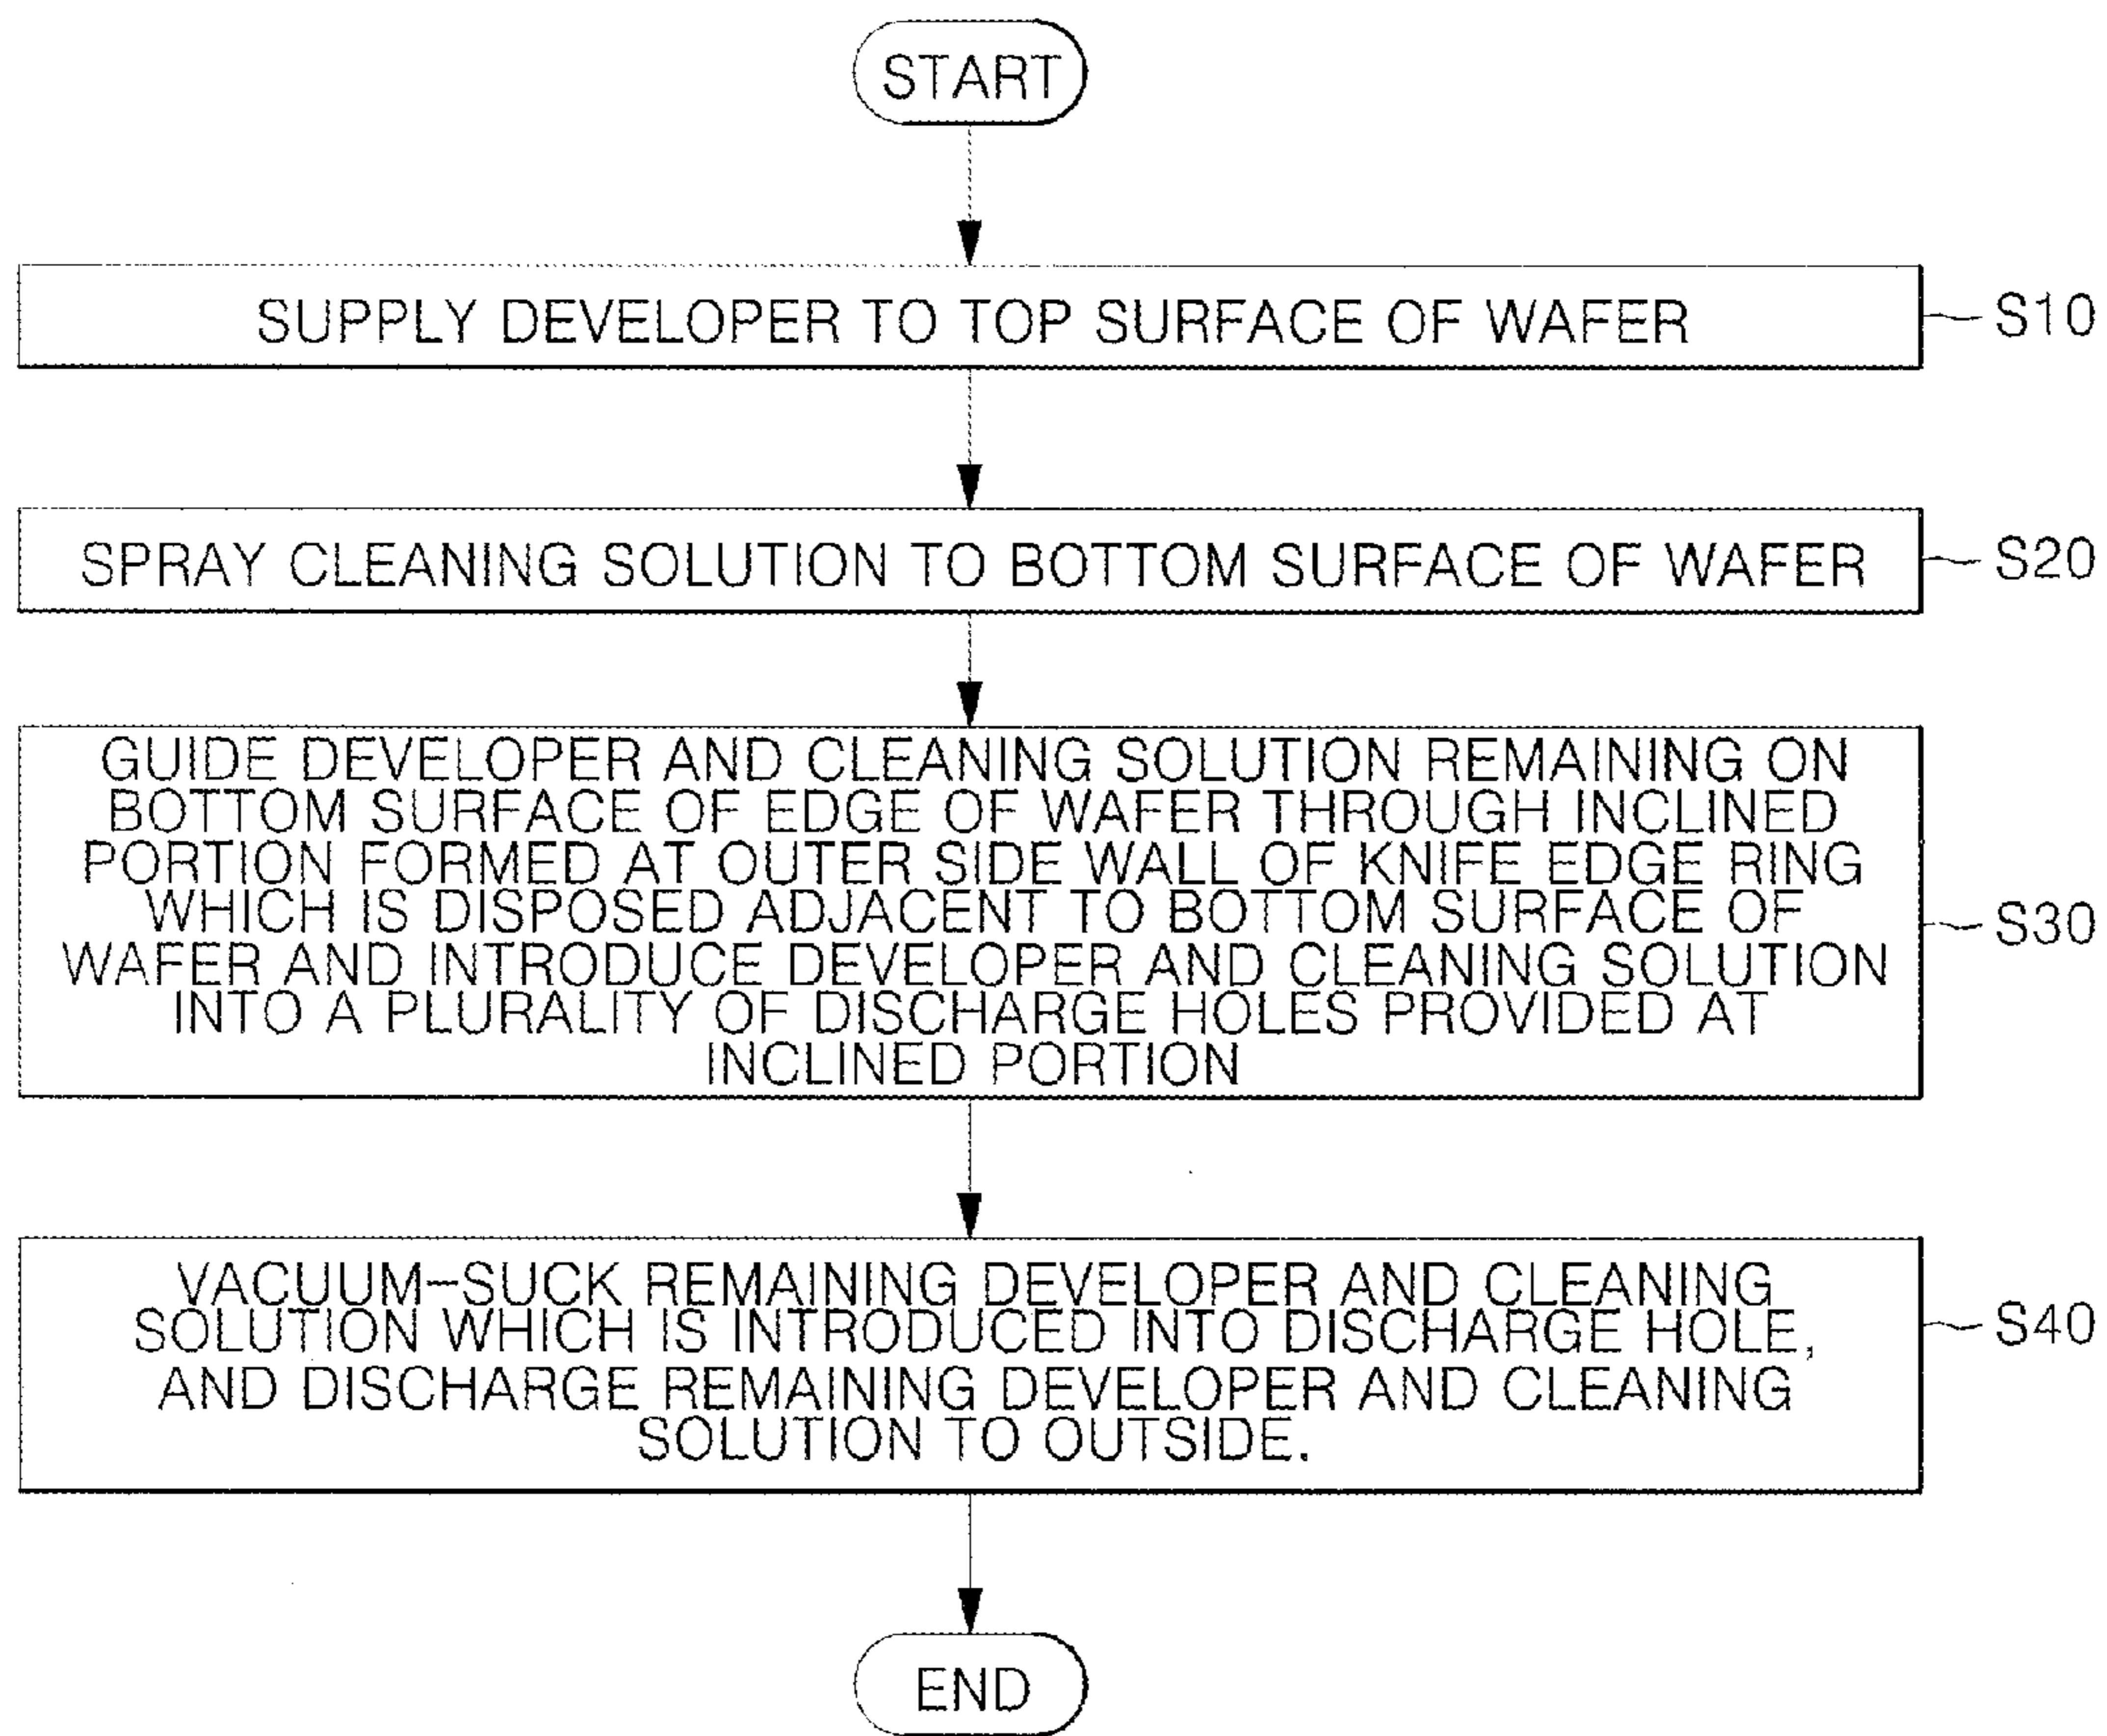 START
SUPPLY DEVELOPER TO TOP SURFACE OF WAFER
S10
SPRAY CLEANING SOLUTION TO BOTTOM SURFACE OF WAFER
S20
GUIDE DEVELOPER AND CLEANING SOLUTION REMAINING ON
BOTTOM SURFACE OF EDGE OF WAFER THROUGH INCLINED
PORTION FORMED AT OUTER SIDE WALL OF KNIFE EDGE RING
WHICH IS DISPOSED ADJACENT TO BOTTOM SURFACE OF
WAFER AND INTRODUCE DEVELOPER AND CLEANING SOLUTION
INTO A PLURALITY OF DISCHARGE HOLES PROVIDED AT
INCLINED PORTION
S30
VACUUM-SUCK REMAINING DEVELOPER AND CLEANING
SOLUTION WHICH IS INTRODUCED INTO DISCHARGE HOLE,
AND DISCHARGE REMAINING DEVELOPER AND CLEANING
SOLUTION TO OUTSIDE.
S40
END